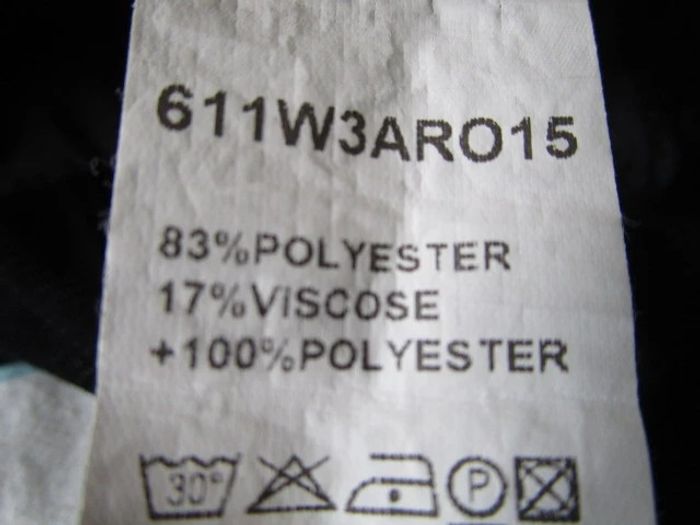 611W3ARO15
83%POLYESTER
17%VISCOSE
+100%POLYESTER
30°
P